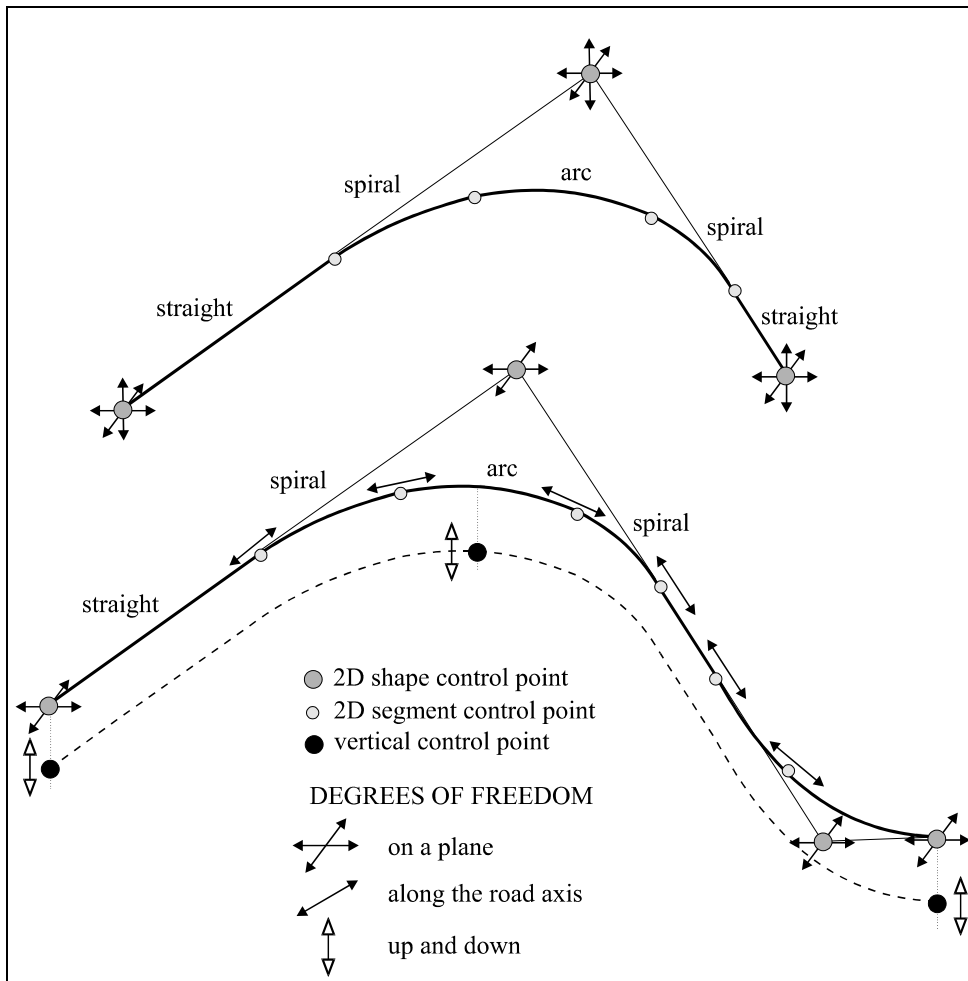 arc
spiral
spiral
straight
straight
arc
spiral
spiral
straight
2D shape control point
2D segment control point
vertical control point
DEGREES OF FREEDOM
on a plane
along the road axis
up and down